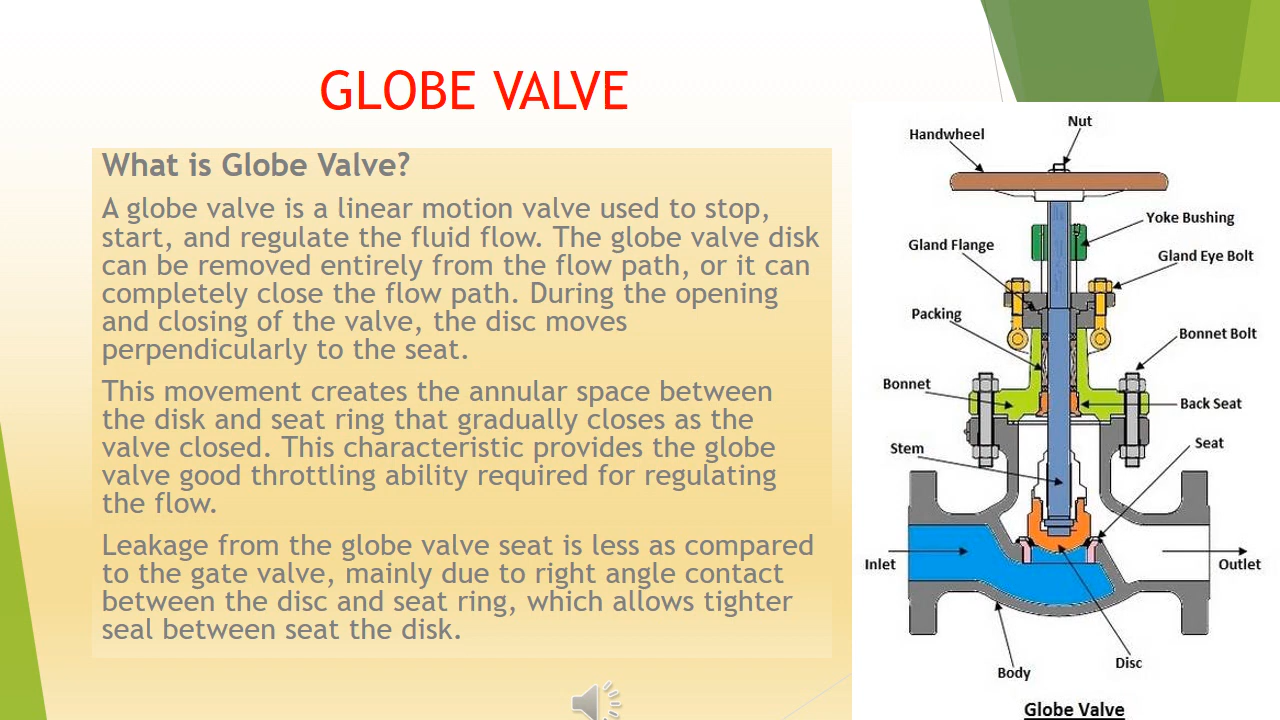 GLOBE VALVE
What is Globe Valve?
A globe valve is a linear motion valve used to stop,
start, and regulate the fluid flow. The globe valve disk
can be removed entirely from the flow path, or it can
completely close the flow path. During the opening
and closing of the valve, the disc moves
perpendicularly to the seat.
This movement creates the annular space between
the disk and seat ring that gradually closes as the
valve closed. This characteristic provides the globe
valve good throttling ability required for regulating
the flow.
Leakage from the globe valve seat is less as compared
to the gate valve, mainly due to right angle contact
between the disc and seat ring, which allows tighter
seal between seat the disk.
Nut
Handwheel
Yoke Bushing
Gland Flange
Gland Eye Bolt
Packing
Bonnet Bolt
Bonnet
Back Seat
Stem
Seat
Inlet
Outlet
Disc
Body
Globe Valve